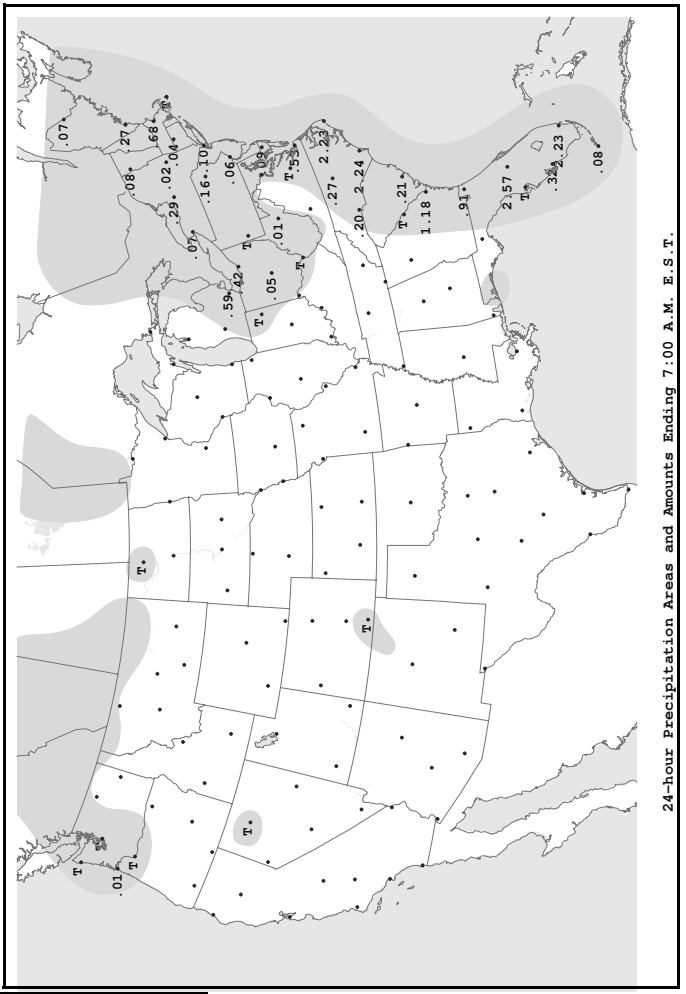 .07
T
.01
27
.08
T
T
.68
T
.02
.04
.29
.07
.10
.16
.59
.06
42
T
T
T
.05
.01
T
.53
T
2.23
.27
.20
2 24
T
.21
T
1.18
.91
2.57
T
.32
2.23
.08
24-hour Precipitation Areas and Amounts Ending 7:00 A.M. E.S.T.